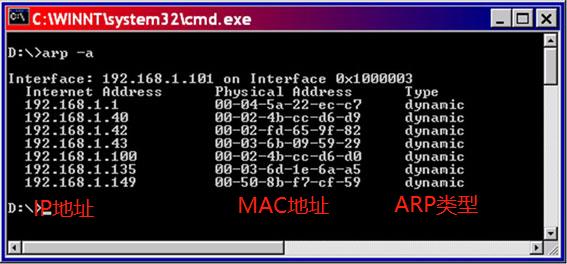 C:\WINNT\system32\cmd.exe
D:\>arp -a
Interface: 192.168.1.101 on Interface 0x1000003
Internet Address Physical Address Type
192.168.1.1 00-04-5a-22-ec-c7 dynamic
192.168.1.40 00-02-4b-cc-d6-d9 dynamic
192.168.1.42 00-02-fd-65-9f-82 dynamic
192.168.1.43 00-03-6b-09-59-29 dynamic
192.168.1.100 00-02-4b-cc-d6-d0 dynamic
192.168.1.135 00-03-6d-1e-6a-a5 dynamic
192.168.1.149 00-50-8b-f7-cf-59 dynamic
D:\>_
IP地址 MAC地址 ARP类型